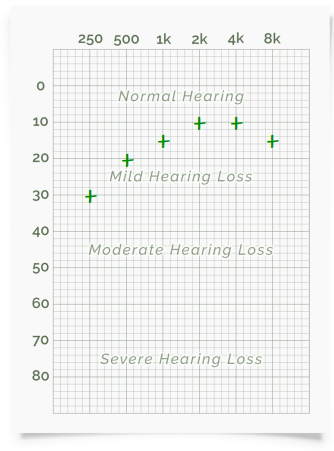 250 500 1k 2k 4k 8k
0
Normal Hearing
10
20
Mild Hearing Loss
30
40
Moderate Hearing Loss
50
60
70
Severe Hearing Loss
80